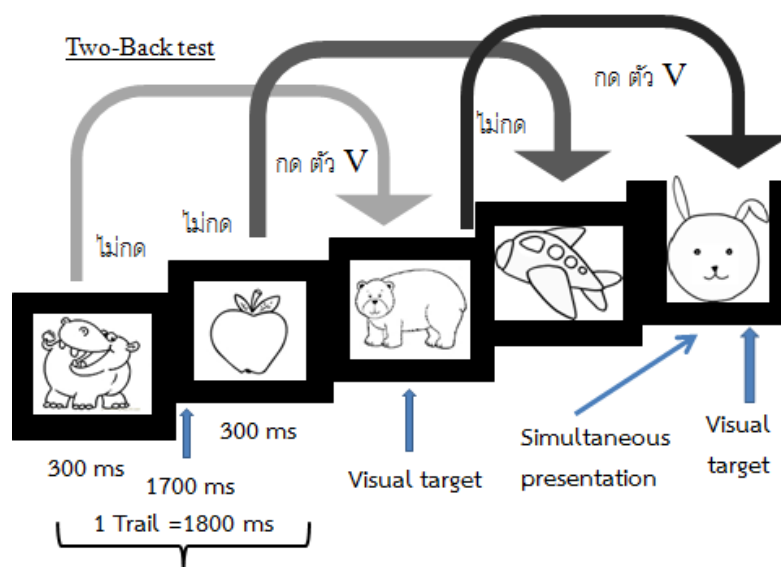 Two-Back test
กด ตัว V
ไม่กด
กด ตัว V
ไม่กด
ไม่กด
300 ms
300 ms
1700 ms
1 Trail =1800 ms
Visual target
Simultaneous
presentation
Visual
target